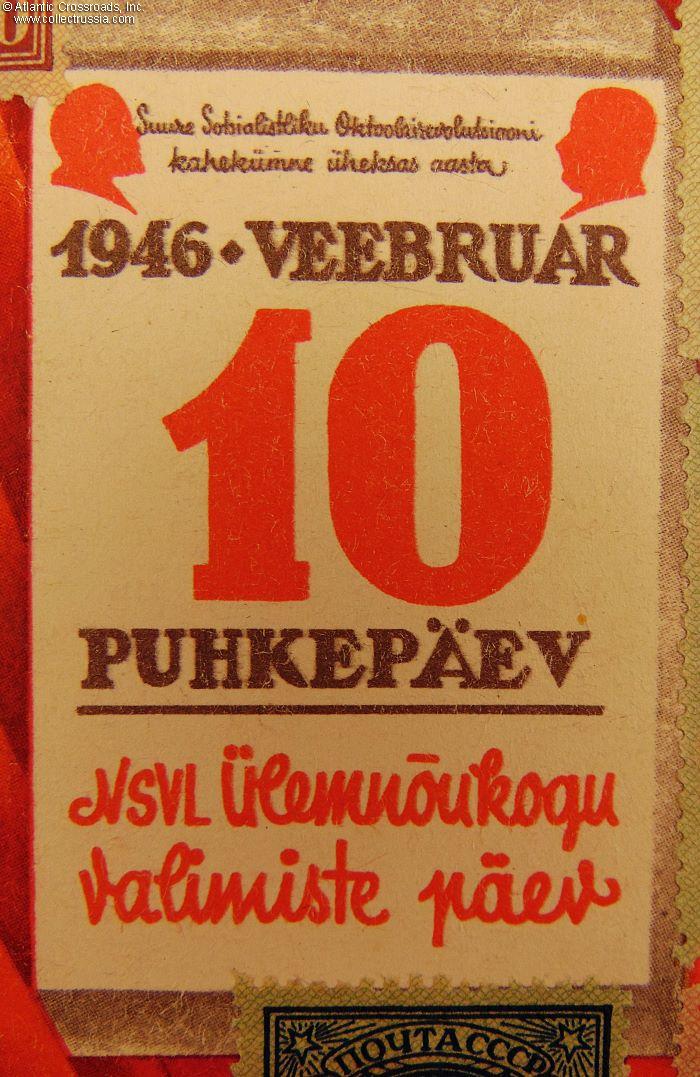 © Atlantic Crossroads, Inc.
www.collectrussia.com
Suure Sotsialistliku Oktoobrirevolutsiooni
kahekümne üheksas aasta
1946 • VEEBRUAR
10
PUHKEPÄEV
NSVL Ülemnõukogu
valimiste päev
ПОЧТА СССР